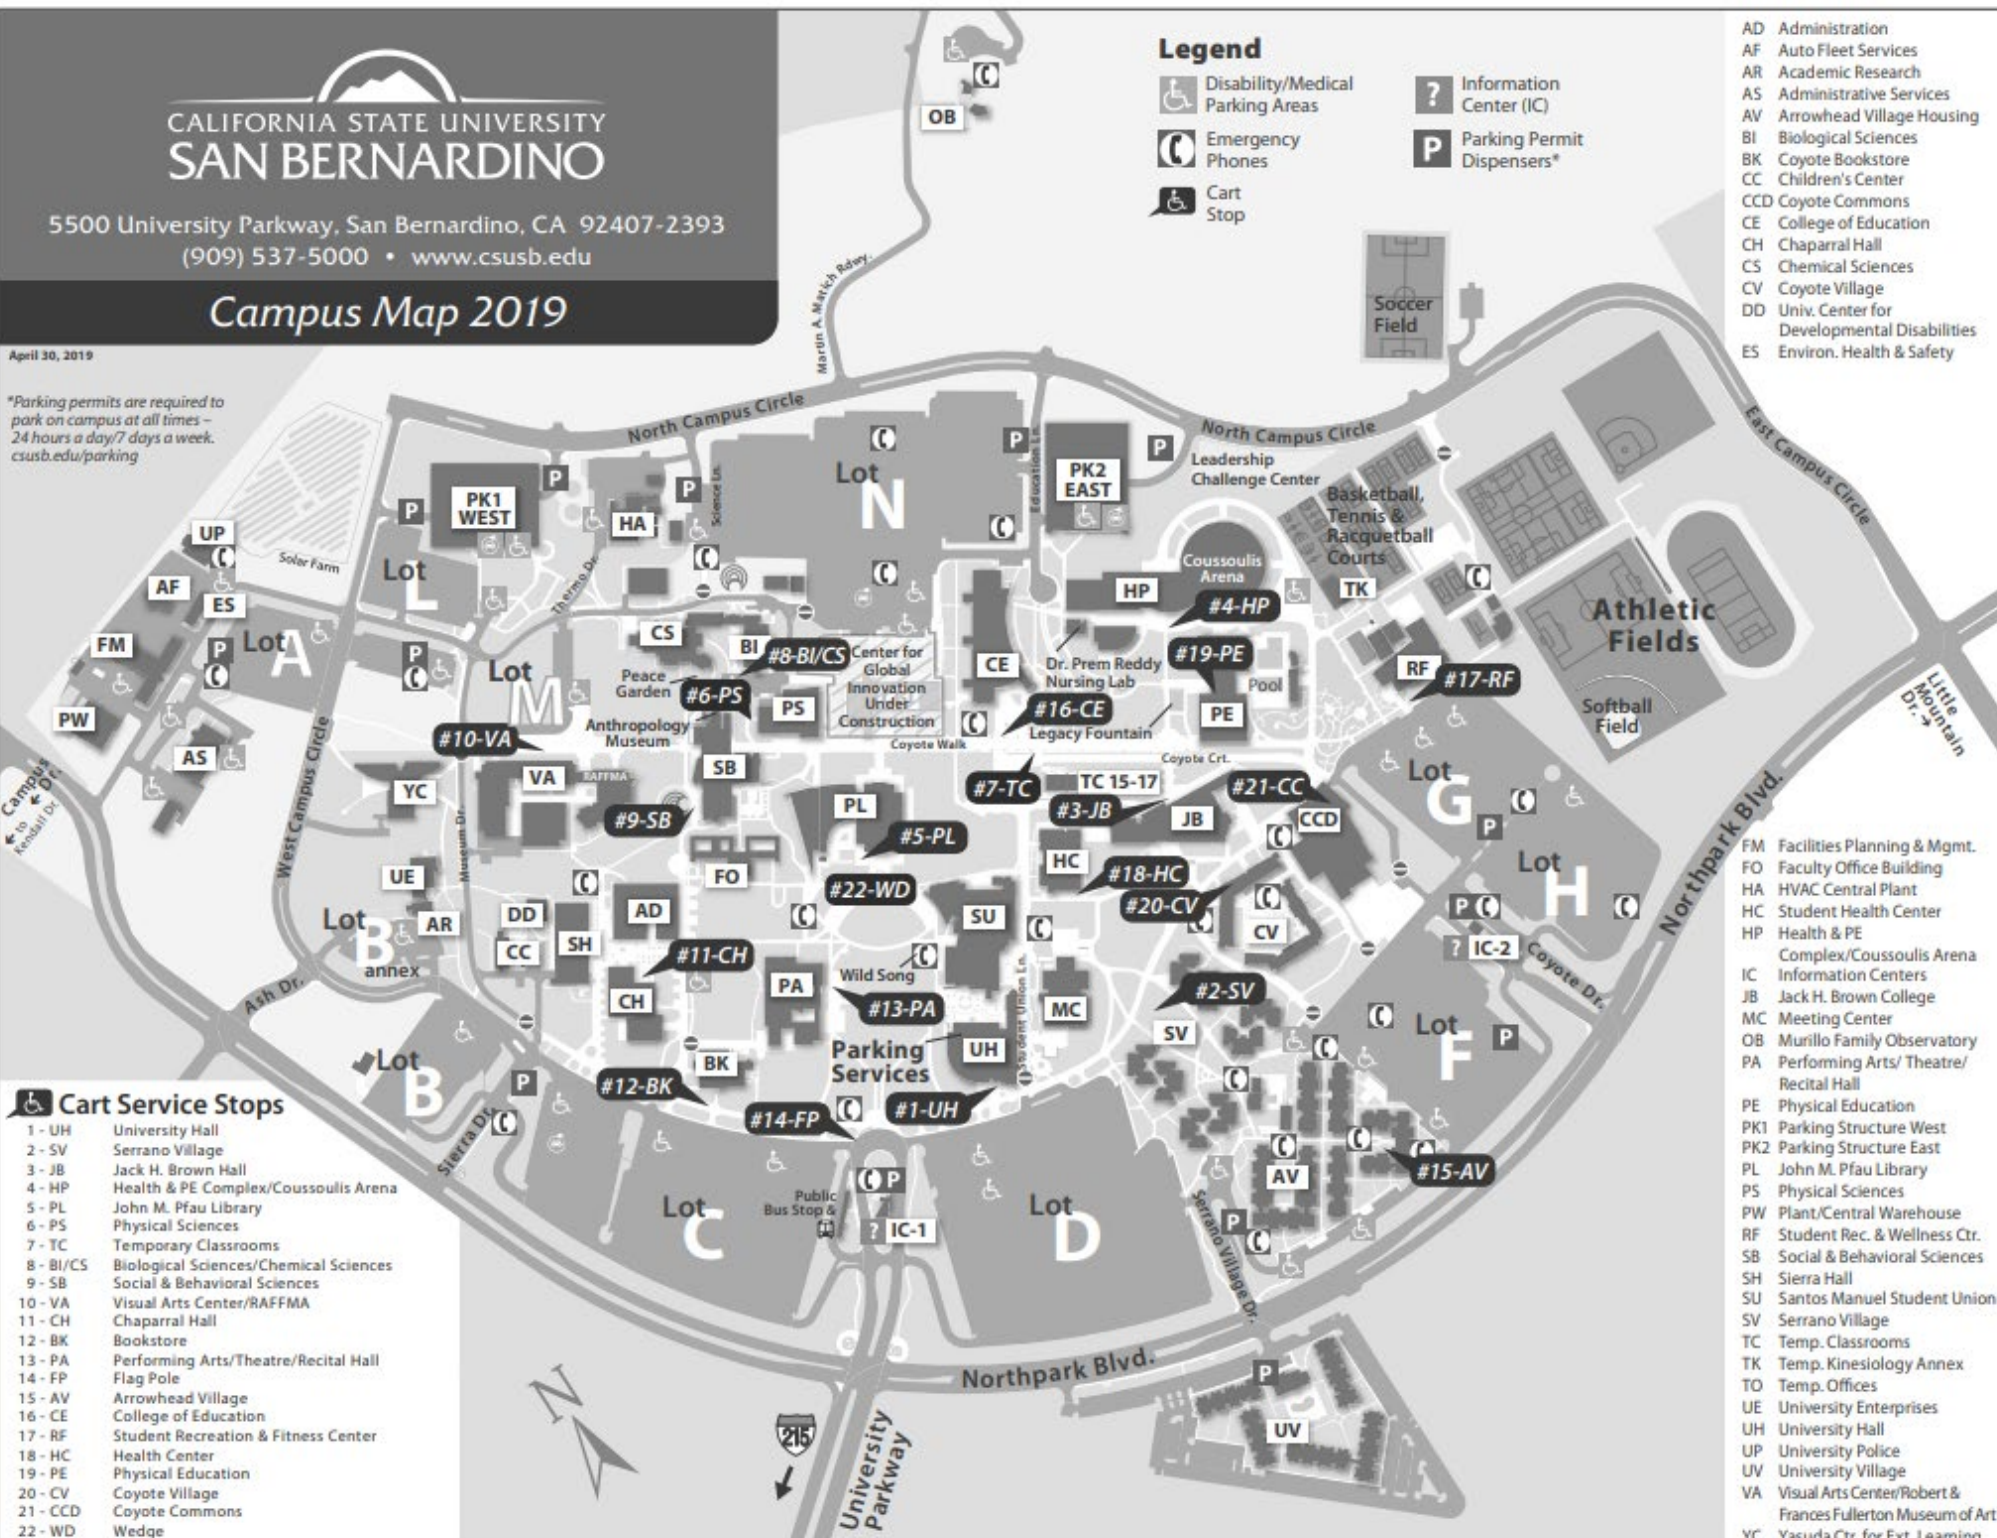 CALIFORNIA STATE UNIVERSITY
SAN BERNARDINO
5500 University Parkway, San Bernardino, CA 92407-2393
(909) 537-5000 • www.csusb.edu
Campus Map 2019
April 30, 2019
*Parking permits are required to
park on campus at all times –
24 hours a day/7 days a week.
csusb.edu/parking
Legend
Disability/Medical
Parking Areas
Emergency
Phones
Cart
Stop
?
Information
Center (IC)
P
Parking Permit
Dispensers*
AD Administration
AF Auto Fleet Services
AR Academic Research
AS Administrative Services
AV Arrowhead Village Housing
BI Biological Sciences
BK Coyote Bookstore
CC Children's Center
CCD Coyote Commons
CE College of Education
CH Chaparral Hall
CS Chemical Sciences
CV Coyote Village
DD Univ. Center for
Developmental Disabilities
ES Environ. Health & Safety
OB
Martin A. Matich Rdwy.
Soccer
Field
North Campus Circle
North Campus Circle
East Campus Circle
Leadership
Challenge Center
Basketball,
Tennis &
Racquetball
Courts
PK1
WEST
P
P
P
P
P
HA
Science Ln.
Lot
N
Education Ln.
PK2
EAST
Coussoulis
Arena
HP
#4-HP
TK
Athletic
Fields
Softball
Field
Little
Mountain
Dr. →
UP
Solar Farm
Lot
L
Thermo Dr.
AF
ES
FM
P
Lot
A
P
PW
AS
Campus
Dr.
← to
Kendall Dr.
West Campus Circle
Lot
M
CS
BI
#8-BI/CS
Peace
Garden
#6-PS
PS
Anthropology
Museum
Center for
Global
Innovation
Under
Construction
CE
Dr. Prem Reddy
Nursing Lab
#19-PE
Pool
PE
RF
#17-RF
#16-CE
Legacy Fountain
Coyote Walk
Coyote Crt.
#10-VA
YC
VA
RAFFMA
SB
#9-SB
PL
#5-PL
#7-TC
TC 15-17
#3-JB
JB
#21-CC
CCD
Lot
G
P
Lot
H
Northpark Blvd.
Museum Dr.
UE
AR
Lot
B
annex
Ash Dr.
DD
CC
SH
AD
FO
#22-WD
SU
HC
#18-HC
#20-CV
CV
P
?
IC-2
Coyote Dr.
#11-CH
CH
PA
Wild Song
#13-PA
Student Union Ln.
MC
#2-SV
SV
Lot
F
P
Parking
Services
UH
BK
#12-BK
#14-FP
#1-UH
Lot
B
P
Sierra Dr.
AV
#15-AV
Lot
C
Public
Bus Stop &
P
?
IC-1
Lot
D
P
Serrano Village Dr.
Northpark Blvd.
P
UV
N
215
University
Parkway
Cart Service Stops
1 - UH University Hall
2 - SV Serrano Village
3 - JB Jack H. Brown Hall
4 - HP Health & PE Complex/Coussoulis Arena
5 - PL John M. Pfau Library
6 - PS Physical Sciences
7 - TC Temporary Classrooms
8 - BI/CS Biological Sciences/Chemical Sciences
9 - SB Social & Behavioral Sciences
10 - VA Visual Arts Center/RAFFMA
11 - CH Chaparral Hall
12 - BK Bookstore
13 - PA Performing Arts/Theatre/Recital Hall
14 - FP Flag Pole
15 - AV Arrowhead Village
16 - CE College of Education
17 - RF Student Recreation & Fitness Center
18 - HC Health Center
19 - PE Physical Education
20 - CV Coyote Village
21 - CCD Coyote Commons
22 - WD Wedge
FM Facilities Planning & Mgmt.
FO Faculty Office Building
HA HVAC Central Plant
HC Student Health Center
HP Health & PE
Complex/Coussoulis Arena
IC Information Centers
JB Jack H. Brown College
MC Meeting Center
OB Murillo Family Observatory
PA Performing Arts/ Theatre/
Recital Hall
PE Physical Education
PK1 Parking Structure West
PK2 Parking Structure East
PL John M. Pfau Library
PS Physical Sciences
PW Plant/Central Warehouse
RF Student Rec. & Wellness Ctr.
SB Social & Behavioral Sciences
SH Sierra Hall
SU Santos Manuel Student Union
SV Serrano Village
TC Temp. Classrooms
TK Temp. Kinesiology Annex
TO Temp. Offices
UE University Enterprises
UH University Hall
UP University Police
UV University Village
VA Visual Arts Center/Robert &
Frances Fullerton Museum of Art
YC Yasuda Ctr. for Ext. Learning